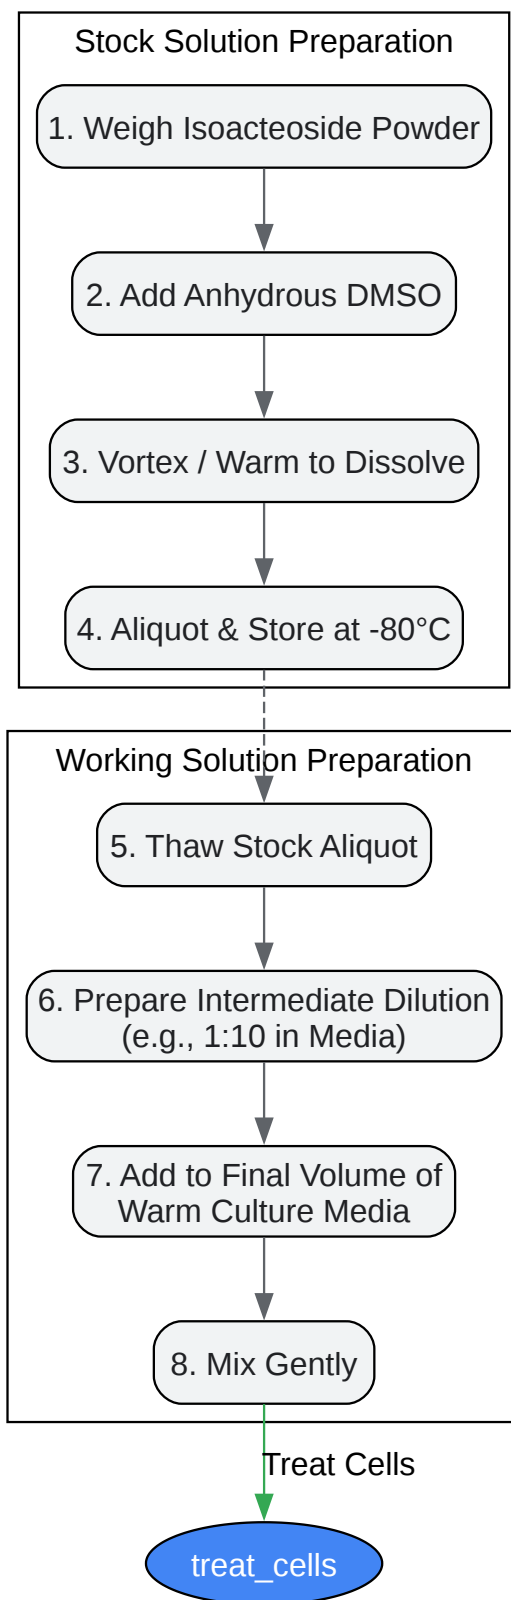 Stock Solution Preparation
1. Weigh Isoacteoside Powder
2. Add Anhydrous DMSO
3. Vortex / Warm to Dissolve
4. Aliquot & Store at -80°C
Working Solution Preparation
5. Thaw Stock Aliquot
6. Prepare Intermediate Dilution
(e.g., 1:10 in Media)
7. Add to Final Volume of
Warm Culture Media
8. Mix Gently
Treat Cells
treat_cells